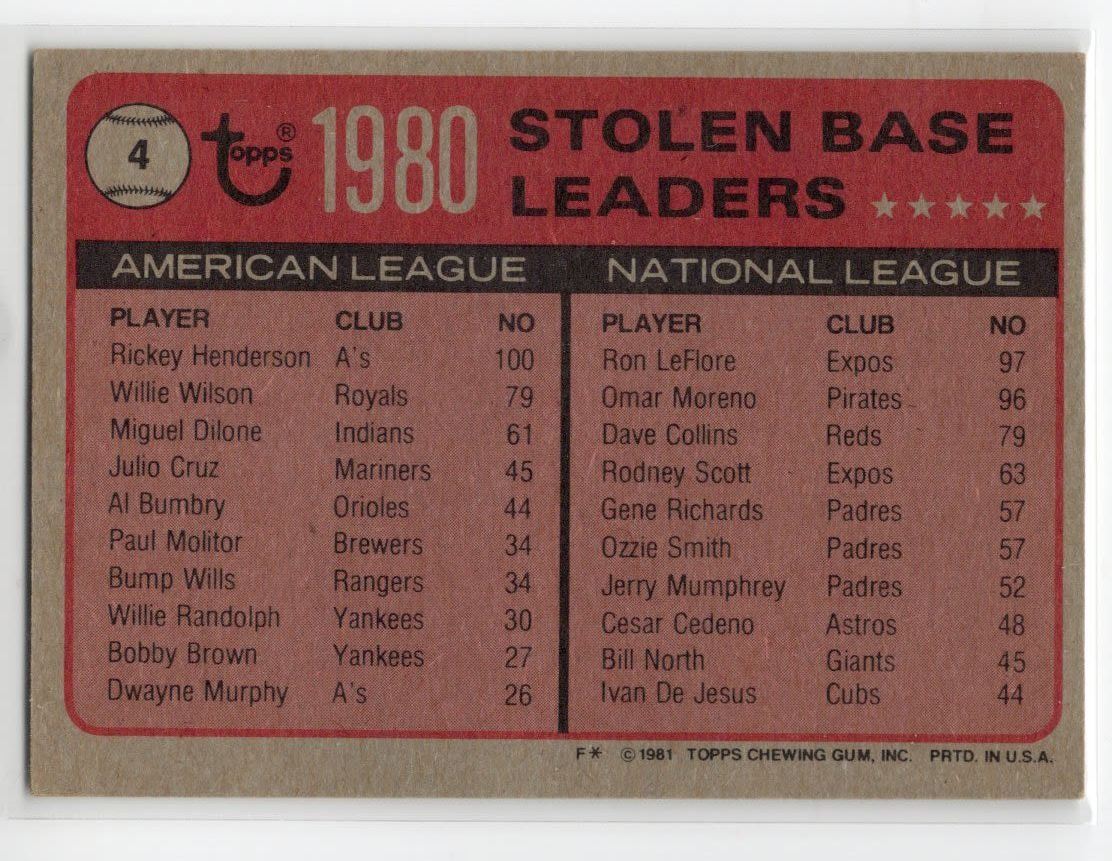 4 Topps® 1980 STOLEN BASE
LEADERS ★★★★★
AMERICAN LEAGUE
PLAYER CLUB NO
Rickey Henderson A's 100
Willie Wilson Royals 79
Miguel Dilone Indians 61
Julio Cruz Mariners 45
Al Bumbry Orioles 44
Paul Molitor Brewers 34
Bump Wills Rangers 34
Willie Randolph Yankees 30
Bobby Brown Yankees 27
Dwayne Murphy A's 26
NATIONAL LEAGUE
PLAYER CLUB NO
Ron LeFlore Expos 97
Omar Moreno Pirates 96
Dave Collins Reds 79
Rodney Scott Expos 63
Gene Richards Padres 57
Ozzie Smith Padres 57
Jerry Mumphrey Padres 52
Cesar Cedeno Astros 48
Bill North Giants 45
Ivan De Jesus Cubs 44
F* ©1981 TOPPS CHEWING GUM, INC. PRTD. IN U.S.A.